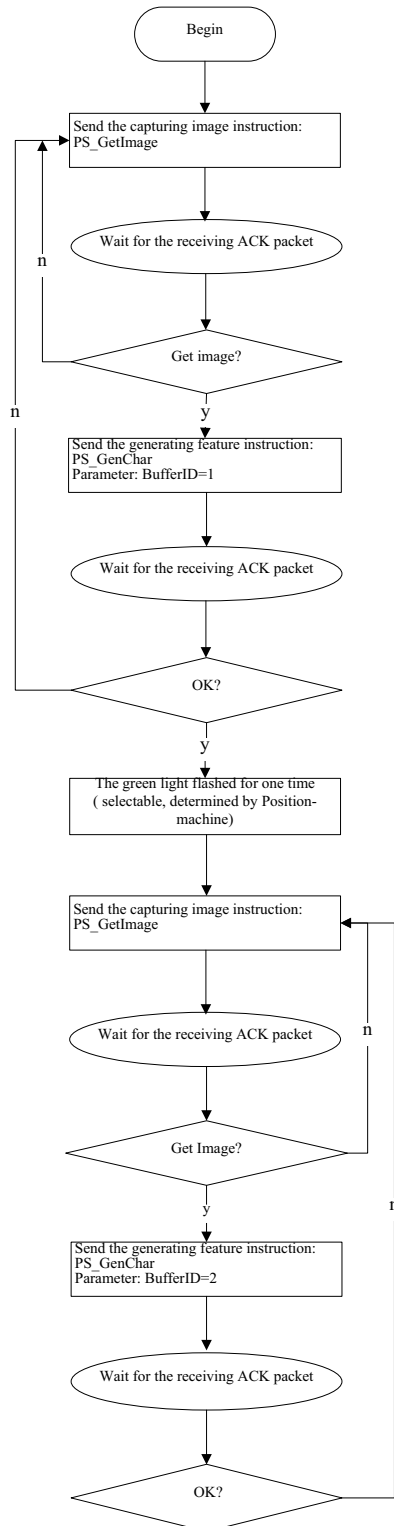 Begin
Send the capturing image instruction:
PS_GetImage
Wait for the receiving ACK packet
n
Get image?
n
y
Send the generating feature instruction:
PS_GenChar
Parameter: BufferID=1
Wait for the receiving ACK packet
OK?
y
The green light flashed for one time
( selectable, determined by Position-
machine)
Send the capturing image instruction:
PS_GetImage
Wait for the receiving ACK packet
n
Get Image?
n
y
Send the generating feature instruction:
PS_GenChar
Parameter: BufferID=2
Wait for the receiving ACK packet
OK?